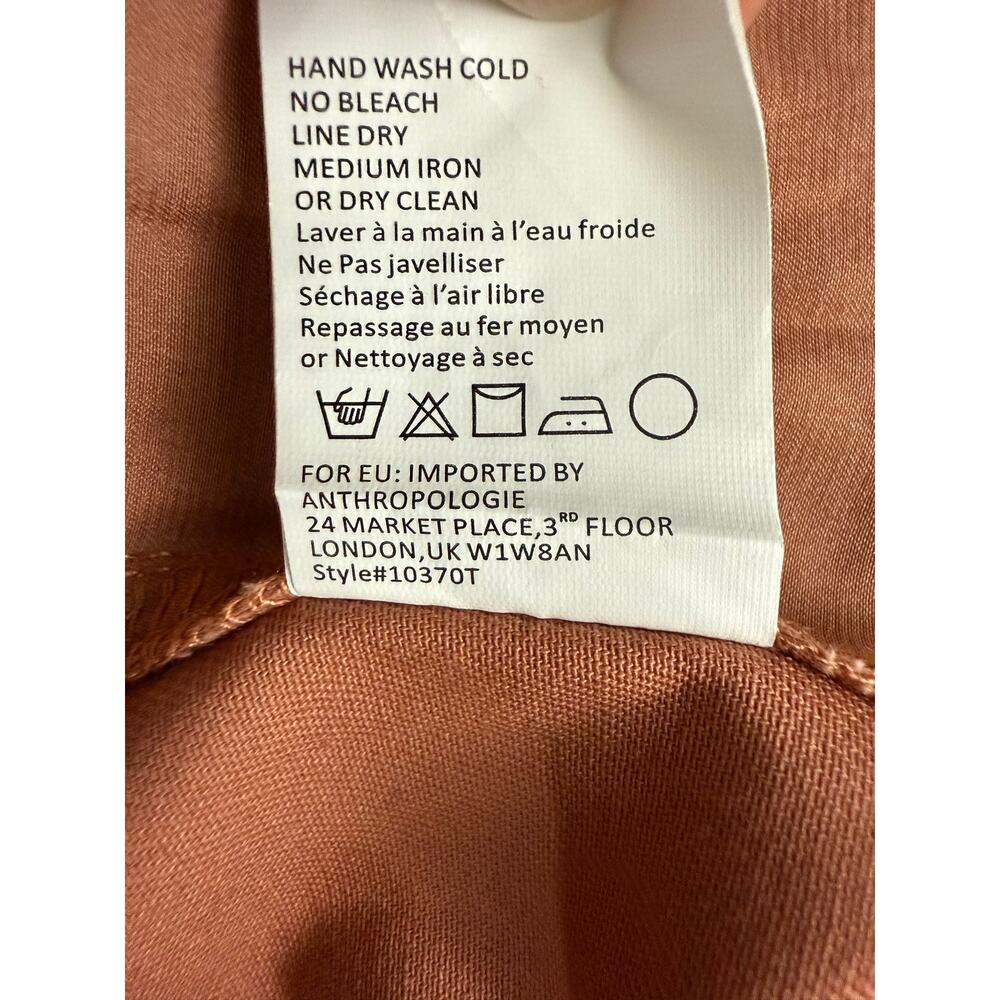 HAND WASH COLD
NO BLEACH
LINE DRY
MEDIUM IRON
OR DRY CLEAN
Laver à la main à l'eau froide
Ne Pas javelliser
Séchage à l'air libre
Repassage au fer moyen
or Nettoyage à sec
FOR EU: IMPORTED BY
ANTHROPOLOGIE
24 MARKET PLACE,3RD FLOOR
LONDON,UK W1W8AN
Style#10370T